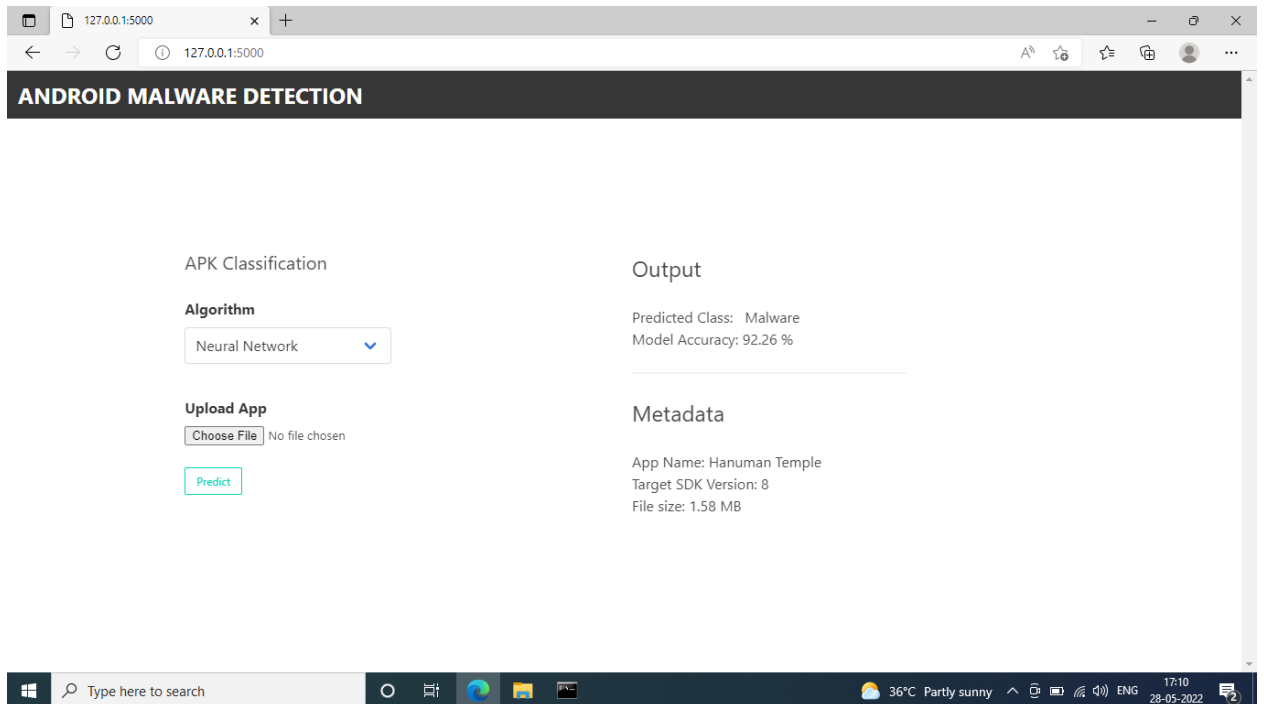 127.0.0.1:5000
127.0.0.1:5000
ANDROID MALWARE DETECTION
APK Classification
Algorithm
Neural Network
Upload App
Choose File No file chosen
Predict
Output
Predicted Class: Malware
Model Accuracy: 92.26 %
Metadata
App Name: Hanuman Temple
Target SDK Version: 8
File size: 1.58 MB
Type here to search
36°C Partly sunny
ENG
17:10
28-05-2022
2